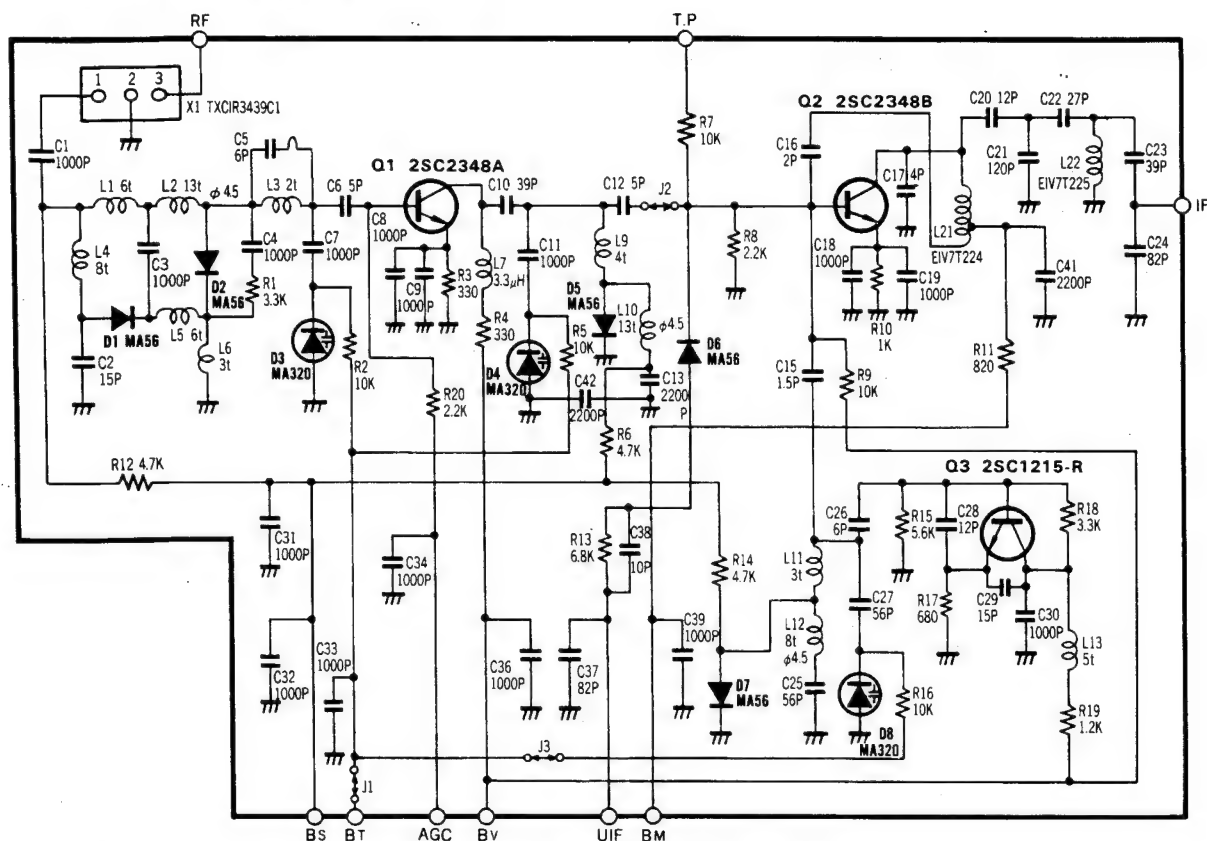 RF
T.P
1 2 3
X1 TXCIR3439C1
C1
1000P
C5
6P
L1 6t
L2 13t
φ4.5
L3 2t
C6 5P
Q1 2SC2348A
C8
1000P
C10 39P
C12 5P
J2
R7
10K
Q2 2SC2348B
C16
2P
C17 4P
C20 12P
C22 27P
C21
120P
L22
EIV7T225
C23
39P
IF
C24
82P
L4
8t
C3
1000P
D2
MA56
C4
1000P
R1
3.3K
C7
1000P
C9
1000P
R3
330
L7
3.3μH
R4
330
C11
1000P
L9
4t
D5
MA56
L10
13t
φ4.5
R8
2.2K
C18
1000P
R10
1K
C19
1000P
L21
EIV7T224
C41
2200P
D1 MA56
L5 6t
L6
3t
C2
15P
D3
MA320
R2
10K
R20
2.2K
D4
MA320
R5
10K
C42
2200P
C13
2200
P
D6
MA56
C15
1.5P
R9
10K
R11
820
R6
4.7K
R12 4.7K
C31
1000P
C34
1000P
R13
6.8K
C38
10P
R14
4.7K
Q3 2SC1215-R
C26
6P
R15
5.6K
C28
12P
R18
3.3K
L11
3t
C27
56P
R17
680
C29
15P
C30
1000P
L13
5t
C32
1000P
C33
1000P
C36
1000P
C37
82P
C39
1000P
L12
8t
φ4.5
C25
56P
D7
MA56
D8
MA320
R16
10K
R19
1.2K
J3
J1
BS
BT
AGC
BV
UIF
BM